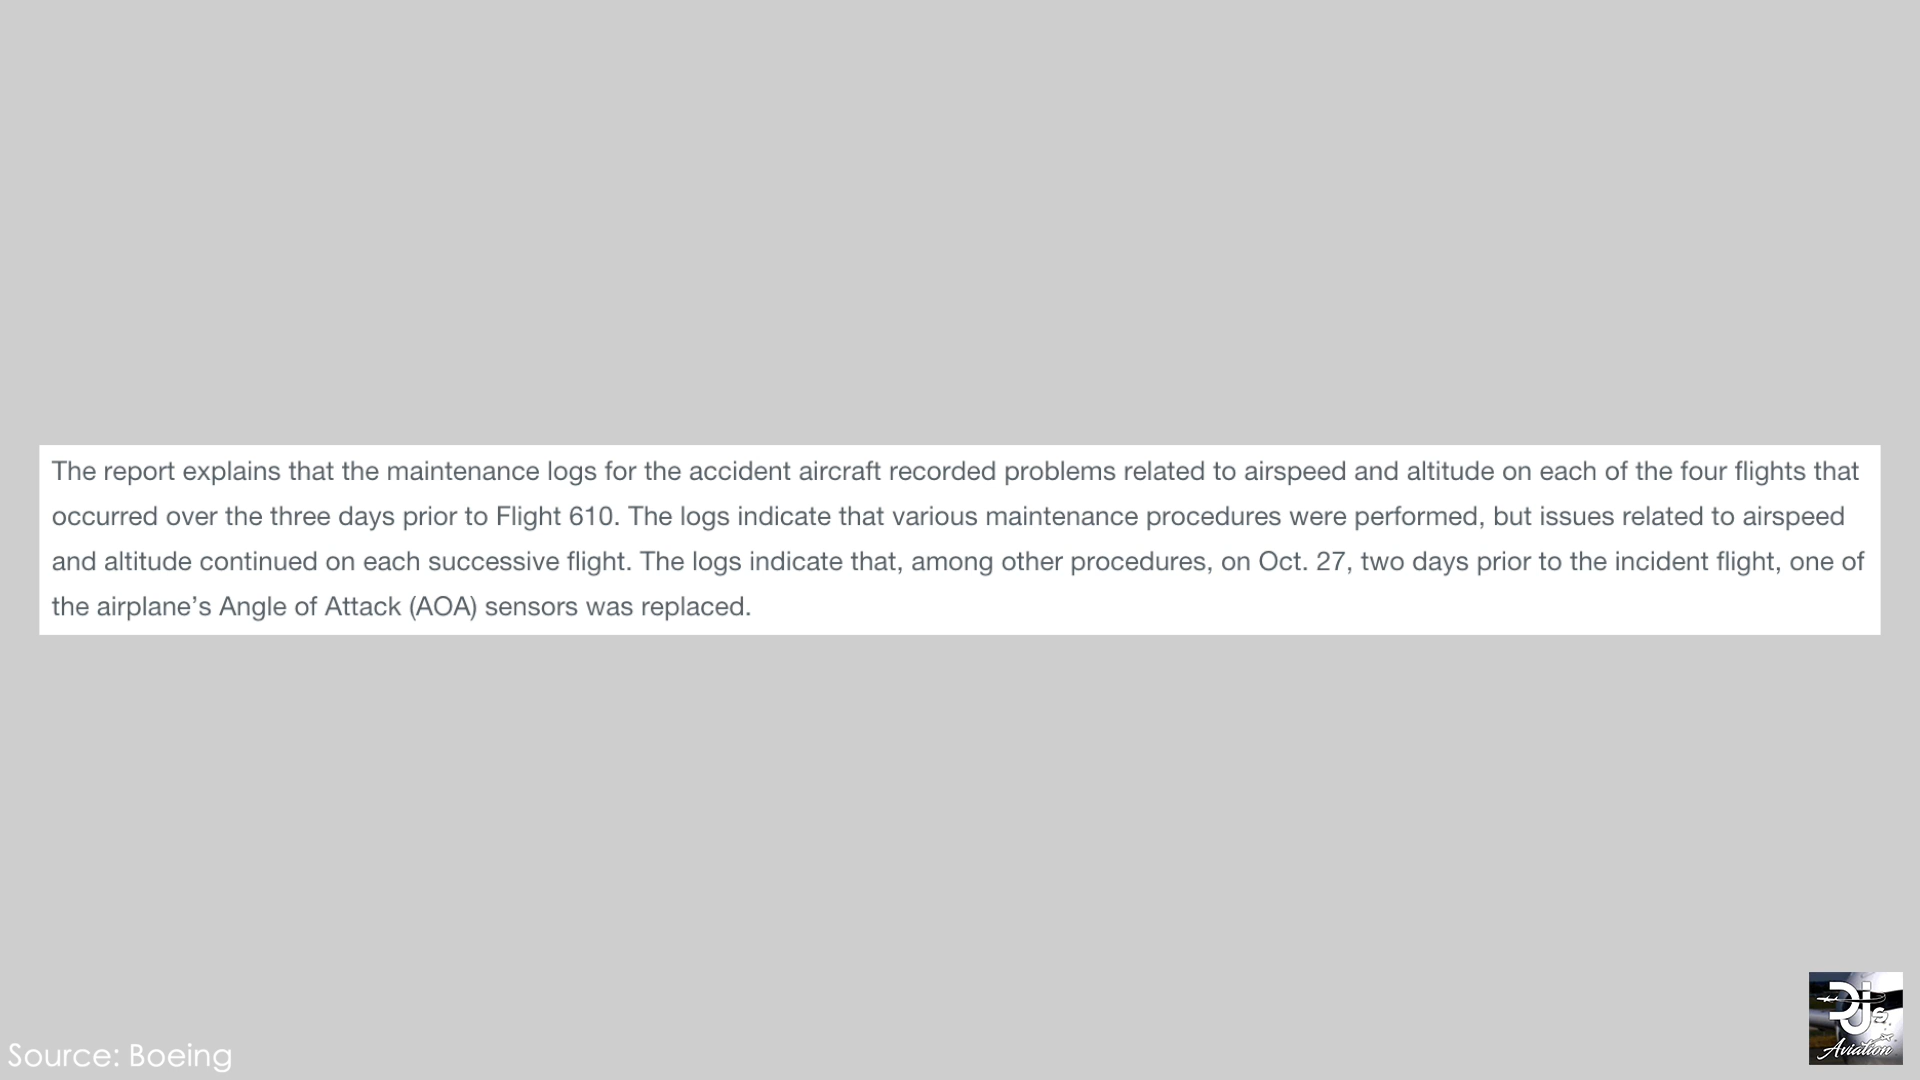 The report explains that the maintenance logs for the accident aircraft recorded problems related to airspeed and altitude on each of the four flights that
occurred over the three days prior to Flight 610. The logs indicate that various maintenance procedures were performed, but issues related to airspeed
and altitude continued on each successive flight. The logs indicate that, among other procedures, on Oct. 27, two days prior to the incident flight, one of
the airplane’s Angle of Attack (AOA) sensors was replaced.
Source: Boeing
DJs
Aviation